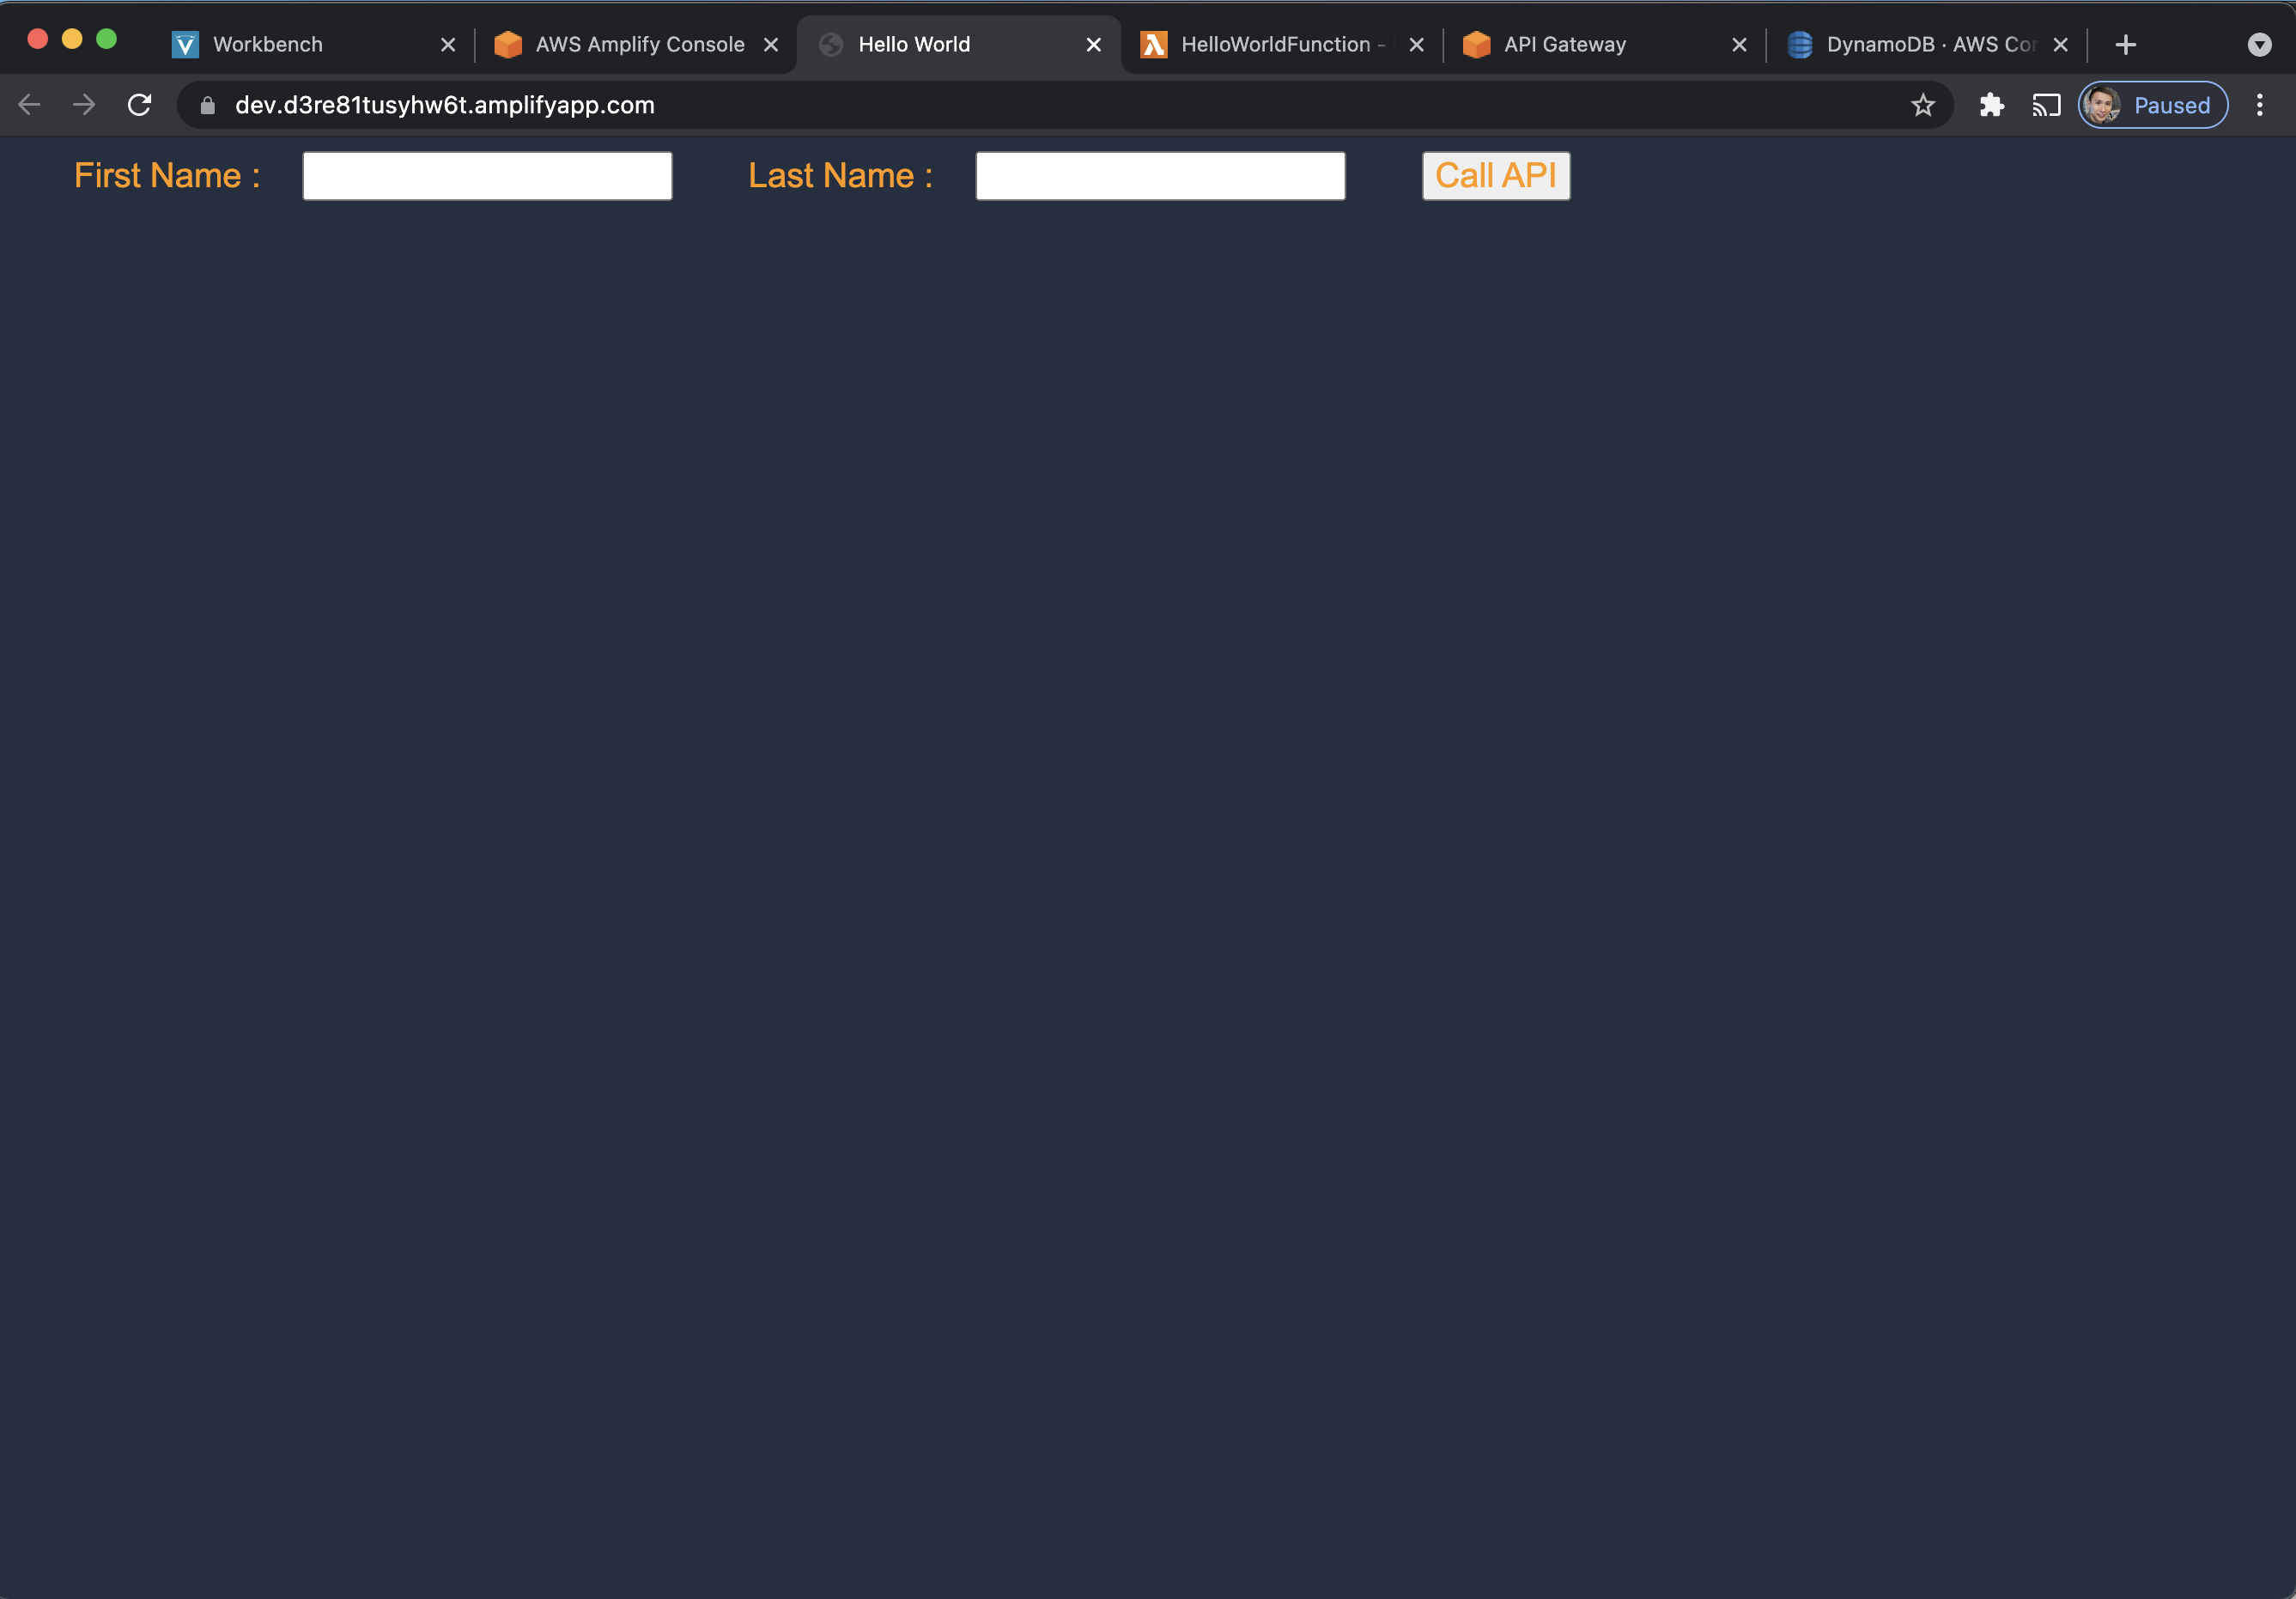 Workbench AWS Amplify Console Hello World HelloWorldFunction - API Gateway DynamoDB · AWS Con
dev.d3re81tusyhw6t.amplifyapp.com Paused
First Name : Last Name : Call API